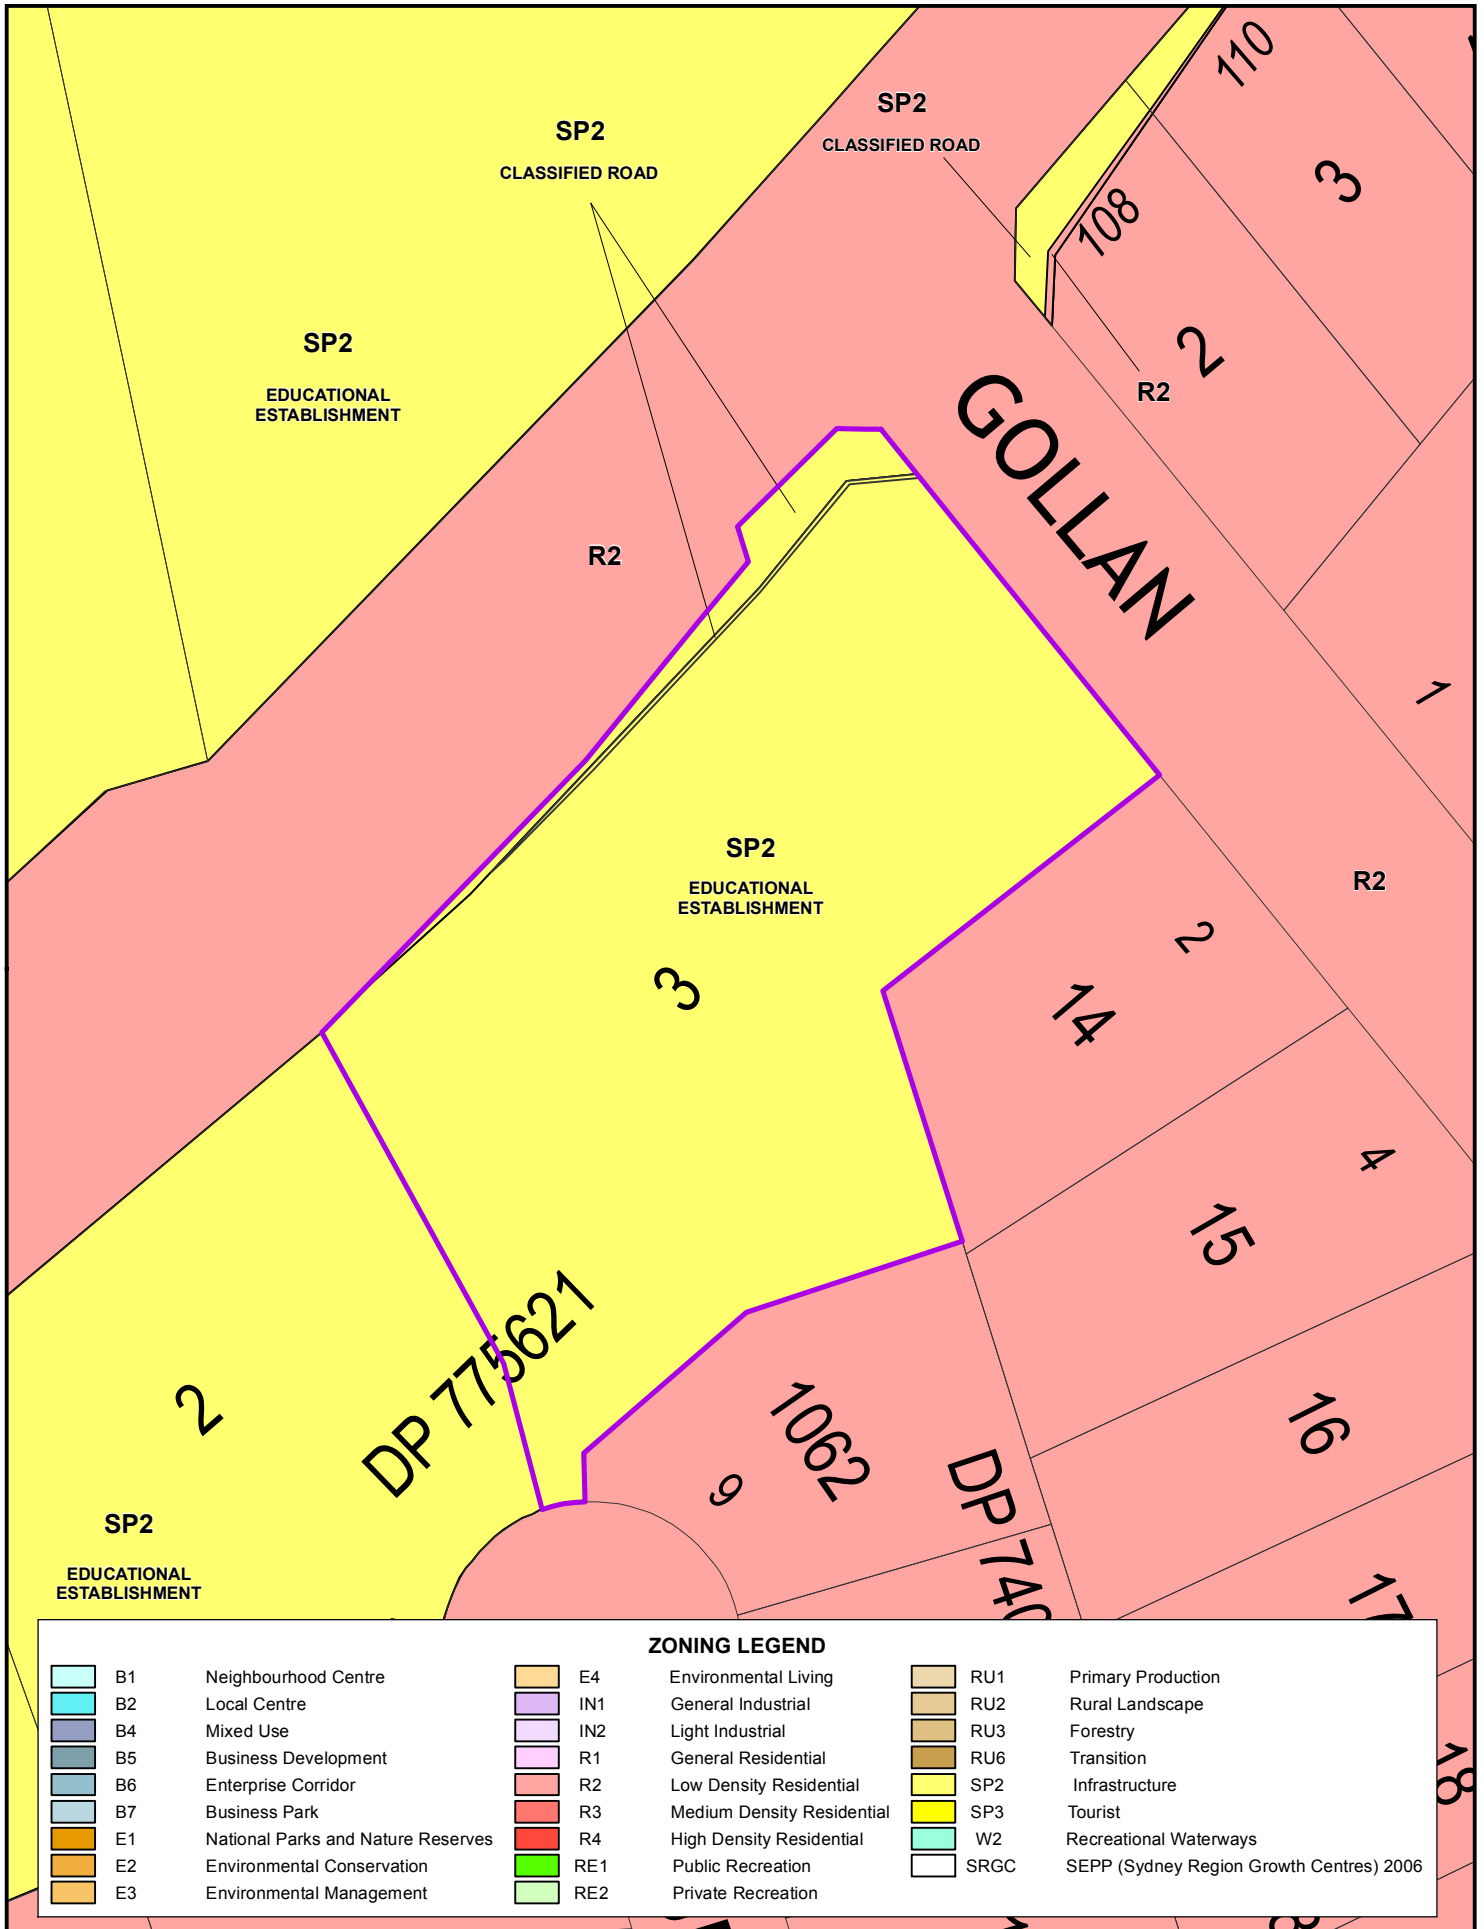 110
SP2
CLASSIFIED ROAD
SP2
CLASSIFIED ROAD
3
108
SP2
EDUCATIONAL
ESTABLISHMENT
2
R2
GOLLAN
R2
1
SP2
EDUCATIONAL
ESTABLISHMENT
R2
3
2
14
4
15
DP 775621
2
1062
9
16
DP 740
SP2
EDUCATIONAL
ESTABLISHMENT
17
18
ZONING LEGEND
B1 Neighbourhood Centre
B2 Local Centre
B4 Mixed Use
B5 Business Development
B6 Enterprise Corridor
B7 Business Park
E1 National Parks and Nature Reserves
E2 Environmental Conservation
E3 Environmental Management
E4 Environmental Living
IN1 General Industrial
IN2 Light Industrial
R1 General Residential
R2 Low Density Residential
R3 Medium Density Residential
R4 High Density Residential
RE1 Public Recreation
RE2 Private Recreation
RU1 Primary Production
RU2 Rural Landscape
RU3 Forestry
RU6 Transition
SP2 Infrastructure
SP3 Tourist
W2 Recreational Waterways
SRGC SEPP (Sydney Region Growth Centres) 2006